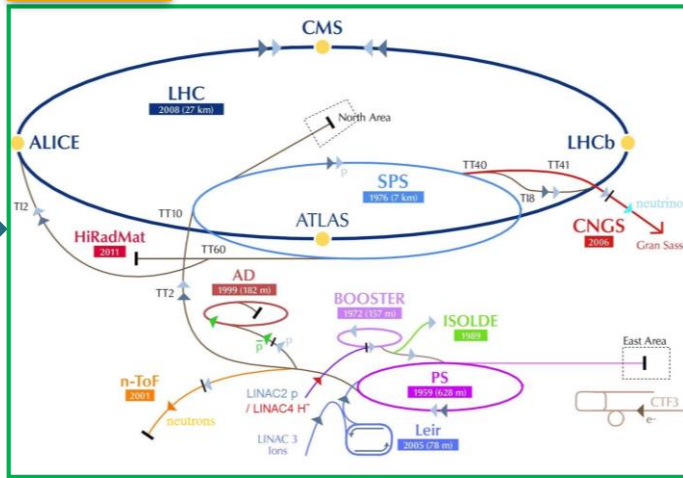 CMS
LHC
2008 (27 km)
North Area
ALICE
LHCb
TT40
TT41
SPS
1976 (7 km)
TI8
neutrino
TI2
TT10
HiRadMat
2011
ATLAS
CNGS
2006
Gran Sass
TT60
AD
1999 (182 m)
TT2
BOOSTER
1972 (157 m)
ISOLDE
1989
p
p̅
p
East Area
n-ToF
2001
LINAC2 p
/ LINAC4 H⁻
PS
1959 (628 m)
neutrons
CTF3
e-
LINAC 3
Ions
Leir
2005 (78 m)